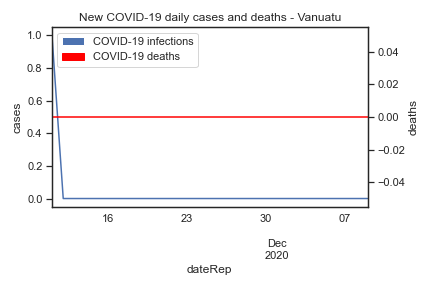 New COVID-19 daily cases and deaths - Vanuatu
COVID-19 infections
COVID-19 deaths
1.0
0.8
0.6
0.4
0.2
0.0
cases
0.04
0.02
0.00
−0.02
−0.04
deaths
16 23 30 07
Dec
2020
dateRep